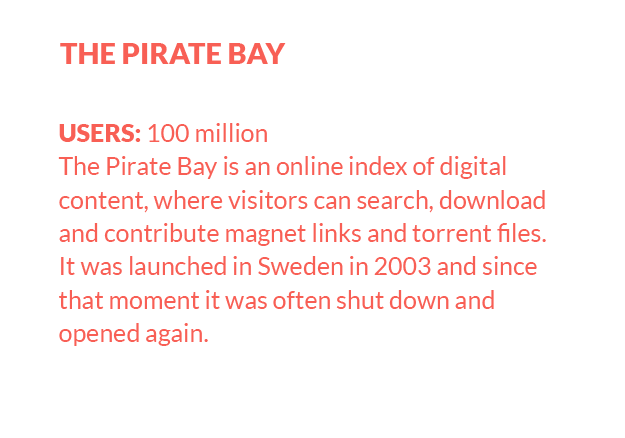 THE PIRATE BAY
USERS: 100 million
The Pirate Bay is an online index of digital
content, where visitors can search, download
and contribute magnet links and torrent files.
It was launched in Sweden in 2003 and since
that moment it was often shut down and
opened again.